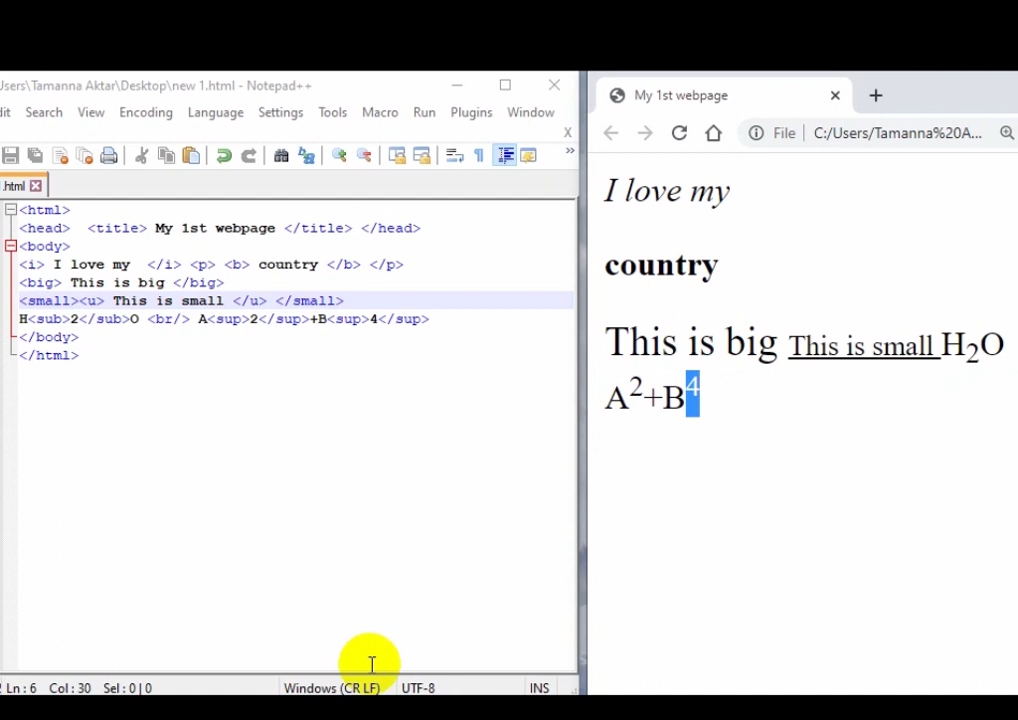 Users\Tamanna Aktar\Desktop\new 1.html - Notepad++
dit Search View Encoding Language Settings Tools Macro Run Plugins Window
X
»
.html
<html>
<head> <title> My 1st webpage </title> </head>
<body>
<i> I love my </i> <p> <b> country </b> </p>
<big> This is big </big>
<small><u> This is small </u> </small>
H<sub>2</sub>O <br/> A<sup>2</sup>+B<sup>4</sup>
</body>
</html>
Ln : 6 Col : 30 Sel : 0 | 0 Windows (CR LF) UTF-8 INS
My 1st webpage
File C:/Users/Tamanna%20A...
I love my
country
This is big This is small H₂O
A²+B⁴